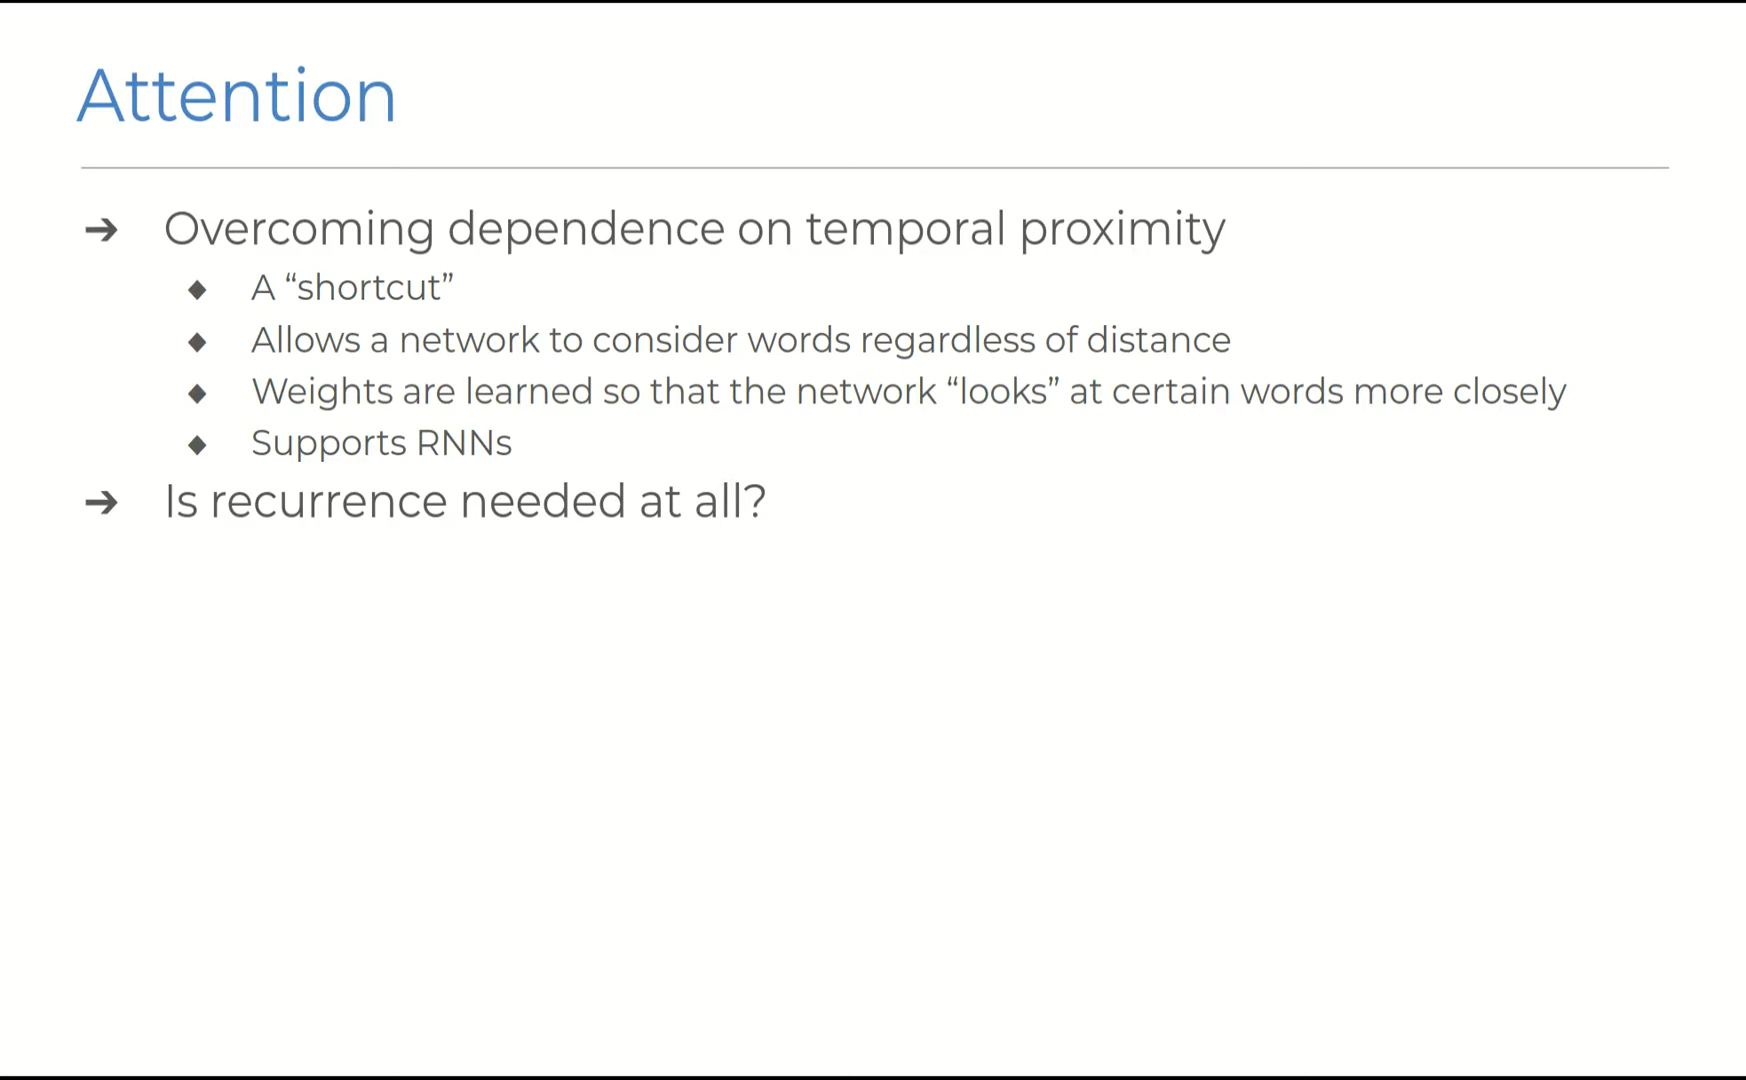 Attention
➔ Overcoming dependence on temporal proximity
◆ A “shortcut”
◆ Allows a network to consider words regardless of distance
◆ Weights are learned so that the network “looks” at certain words more closely
◆ Supports RNNs
➔ Is recurrence needed at all?